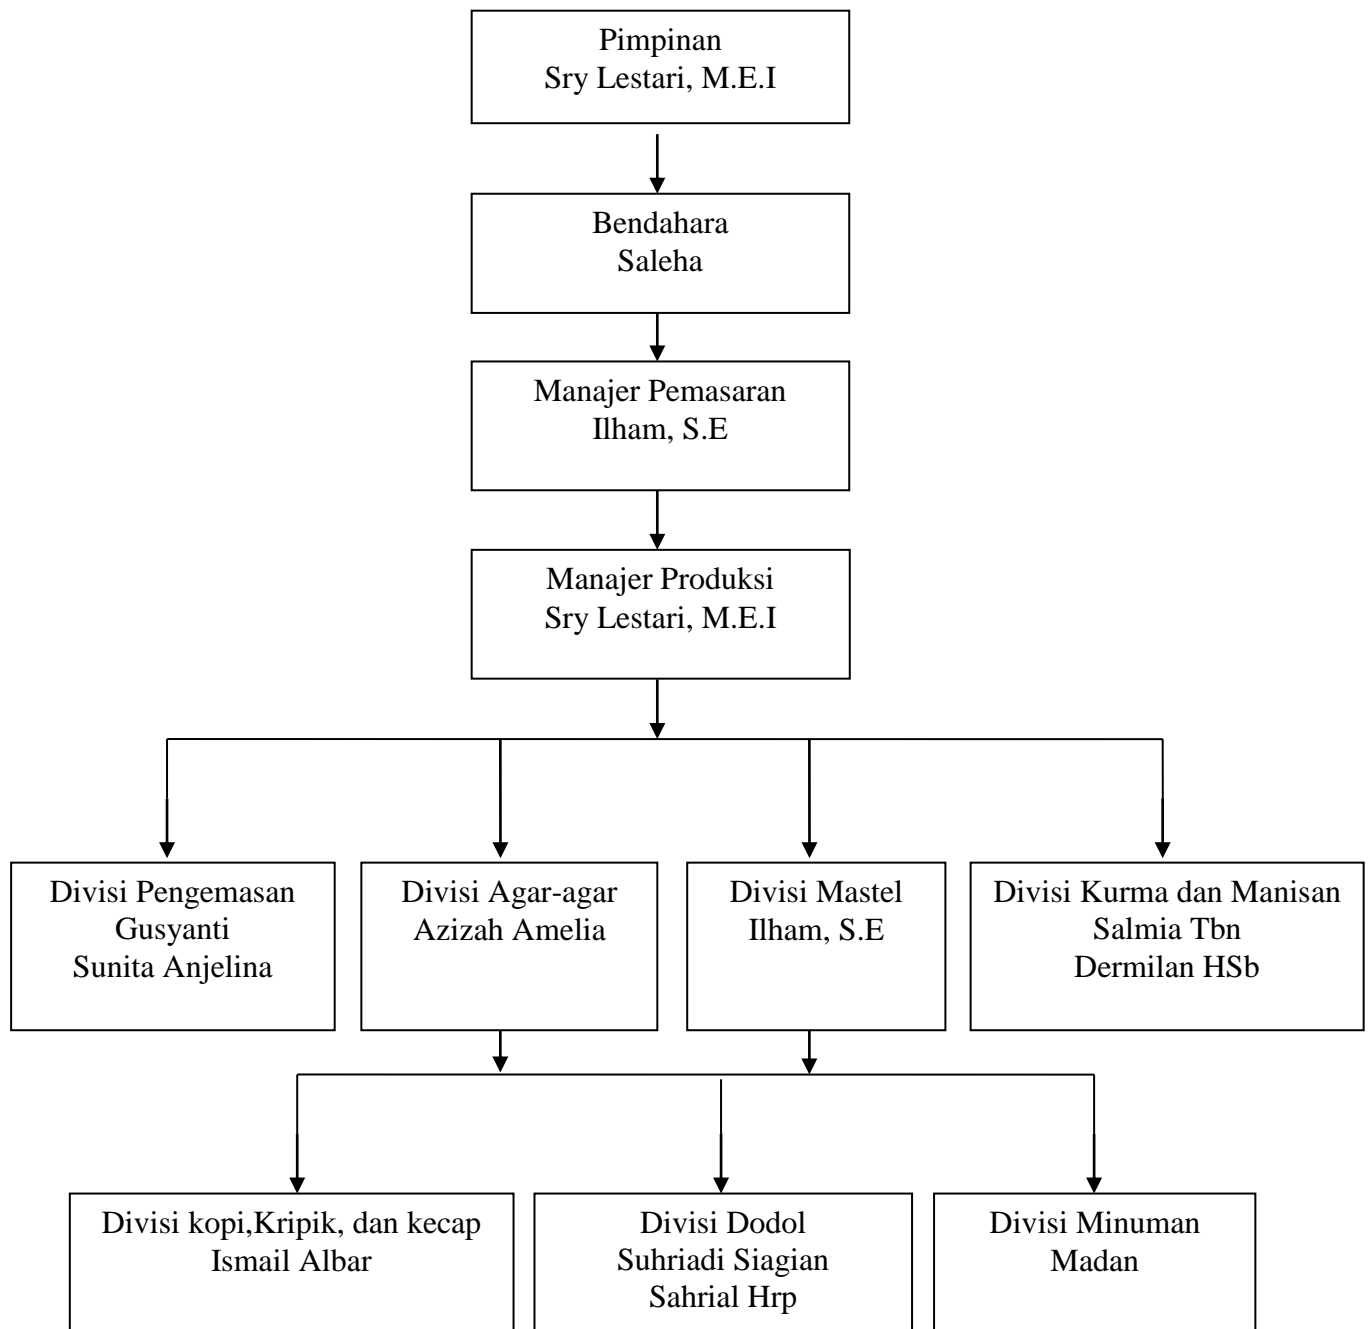 Pimpinan
Sry Lestari, M.E.I
Bendahara
Saleha
Manajer Pemasaran
Ilham, S.E
Manajer Produksi
Sry Lestari, M.E.I
Divisi Pengemasan
Gusyanti
Sunita Anjelina
Divisi Agar-agar
Azizah Amelia
Divisi Mastel
Ilham, S.E
Divisi Kurma dan Manisan
Salmia Tbn
Dermilan HSb
Divisi kopi,Kripik, dan kecap
Ismail Albar
Divisi Dodol
Suhriadi Siagian
Sahrial Hrp
Divisi Minuman
Madan